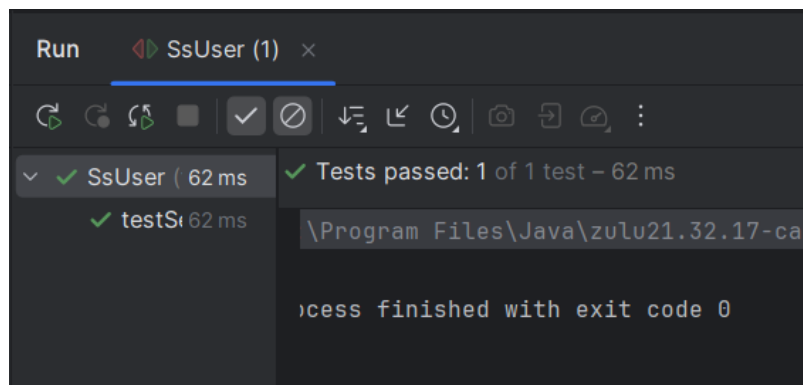 Run SsUser (1)
SsUser ( 62 ms
Tests passed: 1 of 1 test – 62 ms
testSe 62 ms
\Program Files\Java\zulu21.32.17-ca
ocess finished with exit code 0